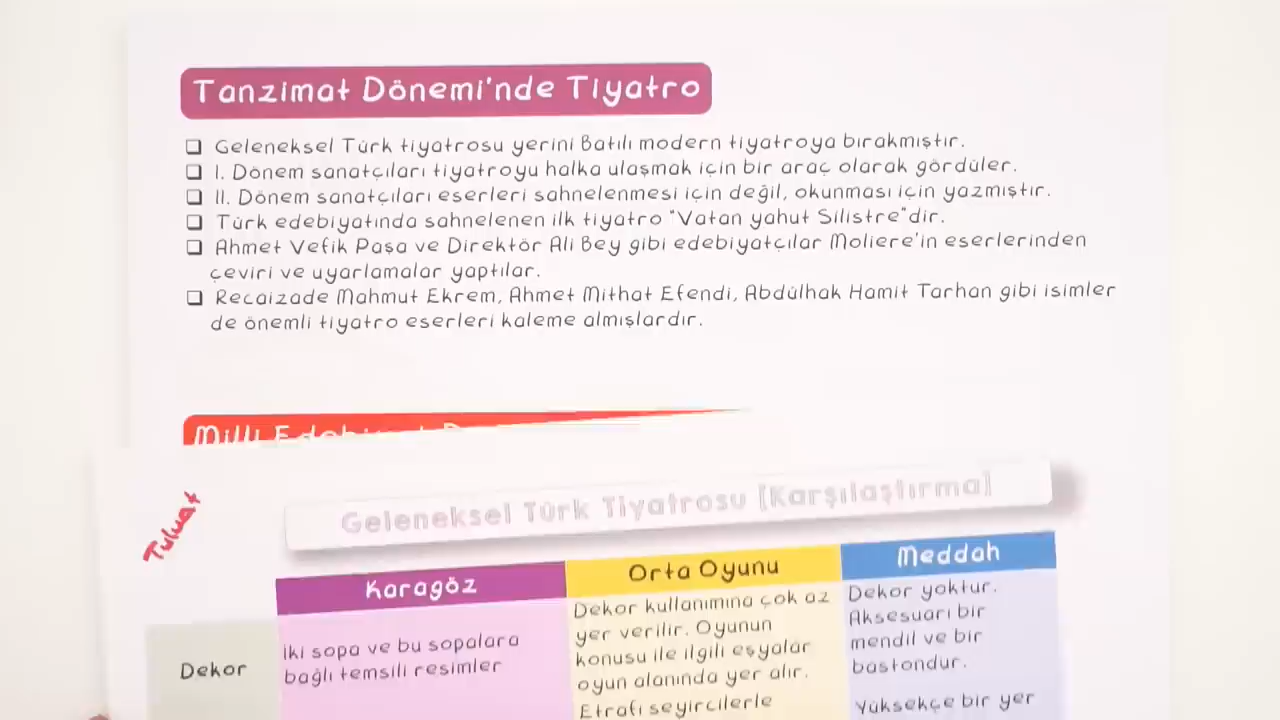 Tanzimat Dönemi'nde Tiyatro
❑ Geleneksel Türk tiyatrosu yerini Batılı modern tiyatroya bırakmıştır.
❑ I. Dönem sanatçıları tiyatroyu halka ulaşmak için bir araç olarak gördüler.
❑ II. Dönem sanatçıları eserleri sahnelenmesi için değil, okunması için yazmıştır.
❑ Türk edebiyatında sahnelenen ilk tiyatro "Vatan yahut Silistre"dir.
❑ Ahmet Vefik Paşa ve Direktör Ali Bey gibi edebiyatçılar Moliere'in eserlerinden
çeviri ve uyarlamalar yaptılar.
❑ Recaizade Mahmut Ekrem, Ahmet Mithat Efendi, Abdülhak Hamit Tarhan gibi isimler
de önemli tiyatro eserleri kaleme almışlardır.
Milli Edebiyat
Tuluat
Geleneksel Türk Tiyatrosu [Karşılaştırma]
Karagöz
Orta Oyunu
Meddah
Dekor
iki sopa ve bu sopalara
bağlı temsili resimler
Dekor kullanımına çok az
yer verilir. Oyunun
konusu ile ilgili eşyalar
oyun alanında yer alır.
Etrafı seyircilerle
Dekor yoktur.
Aksesuarı bir
mendil ve bir
bastondur.
Yüksekçe bir yer